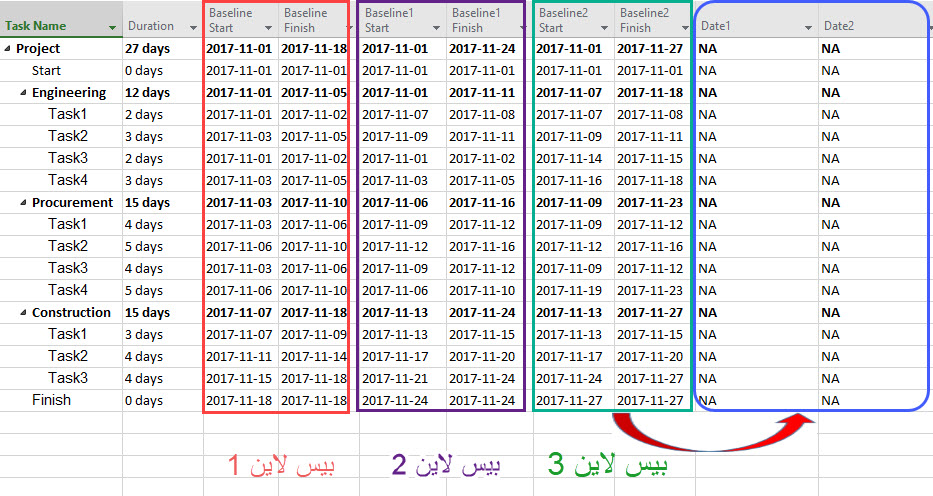 Task Name Duration Baseline Start Baseline Finish Baseline1 Start Baseline1 Finish Baseline2 Start Baseline2 Finish Date1 Date2
Project 27 days 2017-11-01 2017-11-18 2017-11-01 2017-11-24 2017-11-01 2017-11-27 NA NA
Start 0 days 2017-11-01 2017-11-01 2017-11-01 2017-11-01 2017-11-01 2017-11-01 NA NA
Engineering 12 days 2017-11-01 2017-11-05 2017-11-01 2017-11-11 2017-11-07 2017-11-18 NA NA
Task1 2 days 2017-11-01 2017-11-02 2017-11-07 2017-11-08 2017-11-07 2017-11-08 NA NA
Task2 3 days 2017-11-03 2017-11-05 2017-11-09 2017-11-11 2017-11-09 2017-11-11 NA NA
Task3 2 days 2017-11-01 2017-11-02 2017-11-01 2017-11-02 2017-11-14 2017-11-15 NA NA
Task4 3 days 2017-11-03 2017-11-05 2017-11-03 2017-11-05 2017-11-16 2017-11-18 NA NA
Procurement 15 days 2017-11-03 2017-11-10 2017-11-06 2017-11-16 2017-11-09 2017-11-23 NA NA
Task1 4 days 2017-11-03 2017-11-06 2017-11-09 2017-11-12 2017-11-09 2017-11-12 NA NA
Task2 5 days 2017-11-06 2017-11-10 2017-11-12 2017-11-16 2017-11-12 2017-11-16 NA NA
Task3 4 days 2017-11-03 2017-11-06 2017-11-09 2017-11-12 2017-11-09 2017-11-12 NA NA
Task4 5 days 2017-11-06 2017-11-10 2017-11-06 2017-11-10 2017-11-19 2017-11-23 NA NA
Construction 15 days 2017-11-07 2017-11-18 2017-11-13 2017-11-24 2017-11-13 2017-11-27 NA NA
Task1 3 days 2017-11-07 2017-11-09 2017-11-13 2017-11-15 2017-11-13 2017-11-15 NA NA
Task2 4 days 2017-11-11 2017-11-14 2017-11-17 2017-11-20 2017-11-17 2017-11-20 NA NA
Task3 4 days 2017-11-15 2017-11-18 2017-11-21 2017-11-24 2017-11-24 2017-11-27 NA NA
Finish 0 days 2017-11-18 2017-11-18 2017-11-24 2017-11-24 2017-11-27 2017-11-27 NA NA
بيس لاين 1 بيس لاين 2 بيس لاين 3